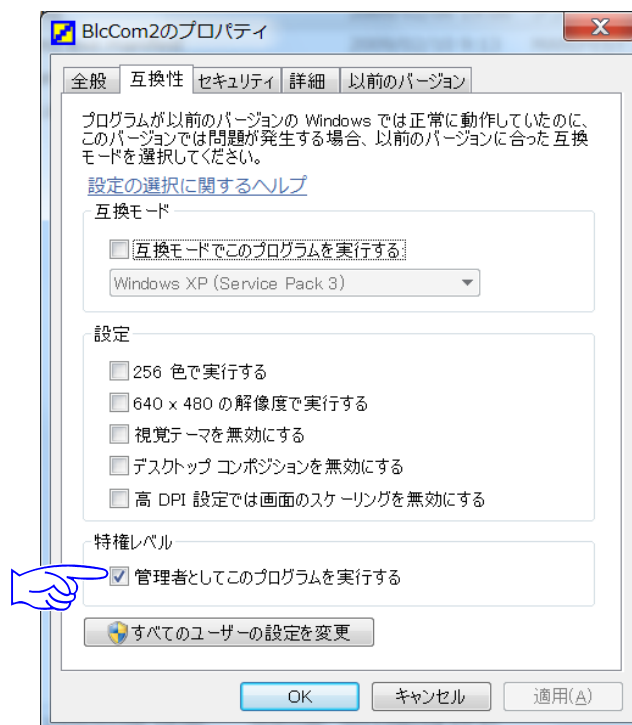 BlcCom2のプロパティ
全般 互換性 セキュリティ 詳細 以前のバージョン
プログラムが以前のバージョンの Windows では正常に動作していたのに、
このバージョンでは問題が発生する場合、以前のバージョンに合った互換
モードを選択してください。
設定の選択に関するヘルプ
互換モード
互換モードでこのプログラムを実行する:
Windows XP (Service Pack 3)
設定
256 色で実行する
640 x 480 の解像度で実行する
視覚テーマを無効にする
デスクトップ コンポジションを無効にする
高 DPI 設定では画面のスケーリングを無効にする
特権レベル
管理者としてこのプログラムを実行する
すべてのユーザーの設定を変更
OK キャンセル 適用(A)